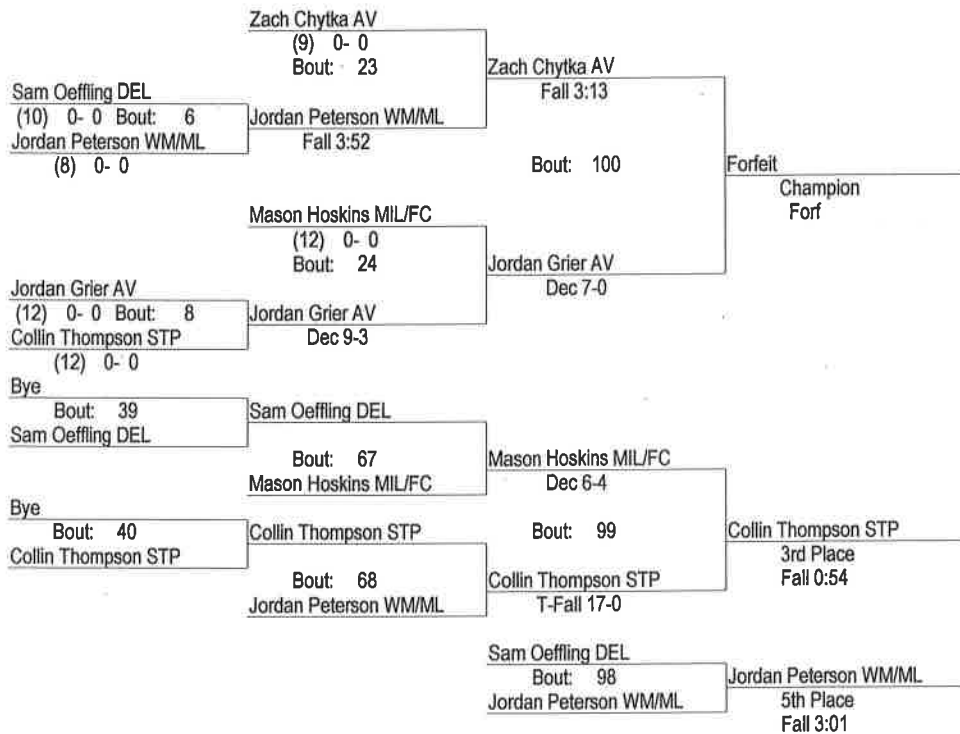 Zach Chytka AV
(9) 0- 0
Bout: 23
Zach Chytka AV
Fall 3:13
Sam Oeffling DEL
(10) 0- 0 Bout: 6
Jordan Peterson WM/ML
Jordan Peterson WM/ML
Fall 3:52
(8) 0- 0
Bout: 100
Forfeit
Champion
Forf
Mason Hoskins MIL/FC
(12) 0- 0
Bout: 24
Jordan Grier AV
Dec 7-0
Jordan Grier AV
(12) 0- 0 Bout: 8
Jordan Grier AV
Dec 9-3
Collin Thompson STP
(12) 0- 0
Bye
Bout: 39
Sam Oeffling DEL
Sam Oeffling DEL
Bout: 67
Mason Hoskins MIL/FC
Mason Hoskins MIL/FC
Dec 6-4
Bye
Bout: 40
Collin Thompson STP
Collin Thompson STP
Bout: 99
Collin Thompson STP
3rd Place
Fall 0:54
Bout: 68
Jordan Peterson WM/ML
Collin Thompson STP
T-Fall 17-0
Sam Oeffling DEL
Bout: 98
Jordan Peterson WM/ML
Jordan Peterson WM/ML
5th Place
Fall 3:01